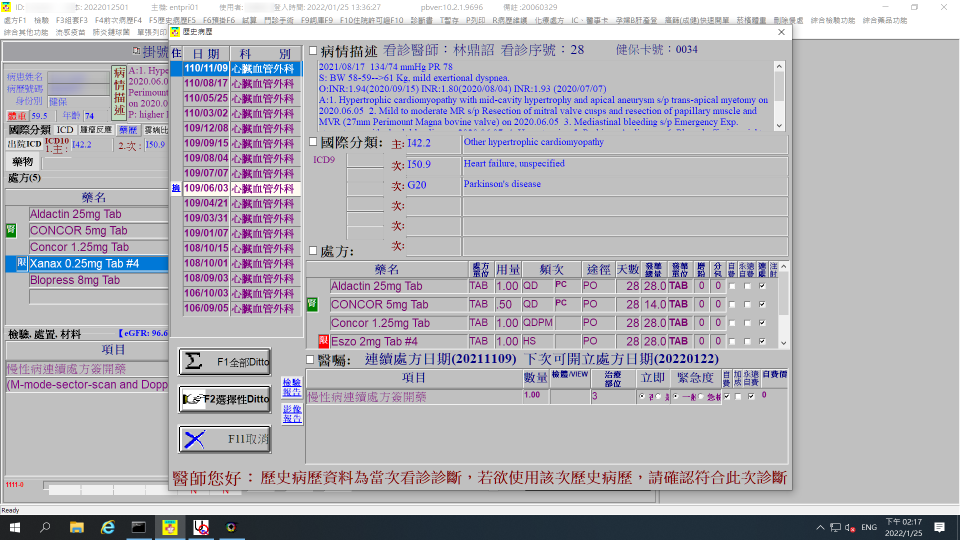 ID: 本: 2022012501 主機: entpri01 使用者: 登入時間: 2022/01/25 13:36:27 pbver:10.2.1.9696 備註: 20060329
處方F1 檢驗 F3組套F3 F4前次病歷F4 F5歷史病歷F5 F6預掛F6 試算 門診手術 F9詞庫F9 F10住院許可證F10 診斷書 T暫存 P列印 R病歷維護 化療處方 IC、醫事卡 孕婦B肝產登 高篩(成健)快速開單 菸檳醣重 刪除優處 綜合檢驗功能 綜合藥品功能
綜合其他功能 流感疫苗 篩炎鏈球菌 單張列印
掛號
病患姓名
病歷號碼
身份別 健保
體重 59.5 年齡 74
病情描述
A:1. Hype
2020.06.05
Perimount
on 2020.06
P: higher I
國際分類 ICD 腫瘤反應 藥歷
出院ICD ICD10 1.主: I42.2 2.次: I50.9
藥物
處方(5)
藥名
Aldactin 25mg Tab
腎 CONCOR 5mg Tab
Concor 1.25mg Tab
限 Xanax 0.25mg Tab #4
Blopress 8mg Tab
檢驗, 處置, 材料 【eGFR: 96.6
項目
慢性病連續處方簽開藥
(M-mode-sector-scan and Dopp
1111-0
Ready
歷史病歷
住 日期 科 別
110/11/09 心臟血管外科
110/08/17 心臟血管外科
110/05/25 心臟血管外科
110/03/02 心臟血管外科
109/12/08 心臟血管外科
109/09/15 心臟血管外科
109/08/04 心臟血管外科
109/07/07 心臟血管外科
109/06/03 心臟血管外科
109/04/21 心臟血管外科
109/03/31 心臟血管外科
109/01/07 心臟血管外科
108/10/15 心臟血管外科
108/10/01 心臟血管外科
108/09/03 心臟血管外科
106/10/03 心臟血管外科
106/09/05 心臟血管外科
F1全部Ditto
F2選擇性Ditto
F11取消
檢驗報告
影像報告
病情描述 看診醫師: 林鼎詔 看診序號: 28 健保卡號: 0034
2021/08/17 134/74 mmHg PR 78
S: BW 58-59-->61 Kg, mild exertional dyspnea.
O:INR:1.94(2020/09/15) INR:1.80(2020/08/04) INR:1.93 (2020/07/07)
A:1. Hypertrophic cardiomyopathy with mid-cavity hypertrophy and apical aneurysm s/p trans-apical myetomy on
2020.06.05 2. Mild to moderate MR s/p Resection of mitral valve cusps and resection of papillary muscle and
MVR (27mm Perimount Magna bovine valve) on 2020.06.05 3. Mediastinal bleeding s/p Emergency Exp.
國際分類: 主: I42.2 Other hypertrophic cardiomyopathy
ICD9 次: I50.9 Heart failure, unspecified
次: G20 Parkinson's disease
次:
次:
次:
處方:
藥名 處方單位 用量 頻次 途徑 天數 發藥總量 發藥單位 磨粉 分包 自費 永遠自費 連處 註記
Aldactin 25mg Tab TAB 1.00 QD PC PO 28 28.0 TAB 0 0
腎 CONCOR 5mg Tab TAB .50 QD PC PO 28 14.0 TAB 0 0
Concor 1.25mg Tab TAB 1.00 QDPM PO 28 28.0 TAB 0 0
限 Eszo 2mg Tab #4 TAB 1.00 HS PO 28 28.0 TAB 0 0
醫囑: 連續處方日期(20211109) 下次可開立處方日期(20220122)
項目 數量 檢體/VIEW 治療部位 立即 緊急度 自費 加成 永遠自費 自費價
慢性病連續處方簽開藥 1.00 3 0
醫師您好：歷史病歷資料為當次看診診斷，若欲使用該次歷史病歷，請確認符合此次診斷
ENG
下午 02:17
2022/1/25